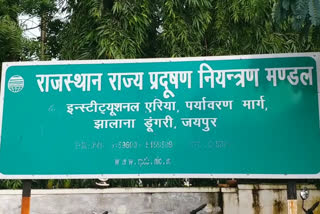 राजस्थान राज्य प्रदूषण नियन्त्रण मण्डल
इन्स्टीट्यूशनल एरिया, पर्यावरण मार्ग,
झालाना डूंगरी, जयपुर